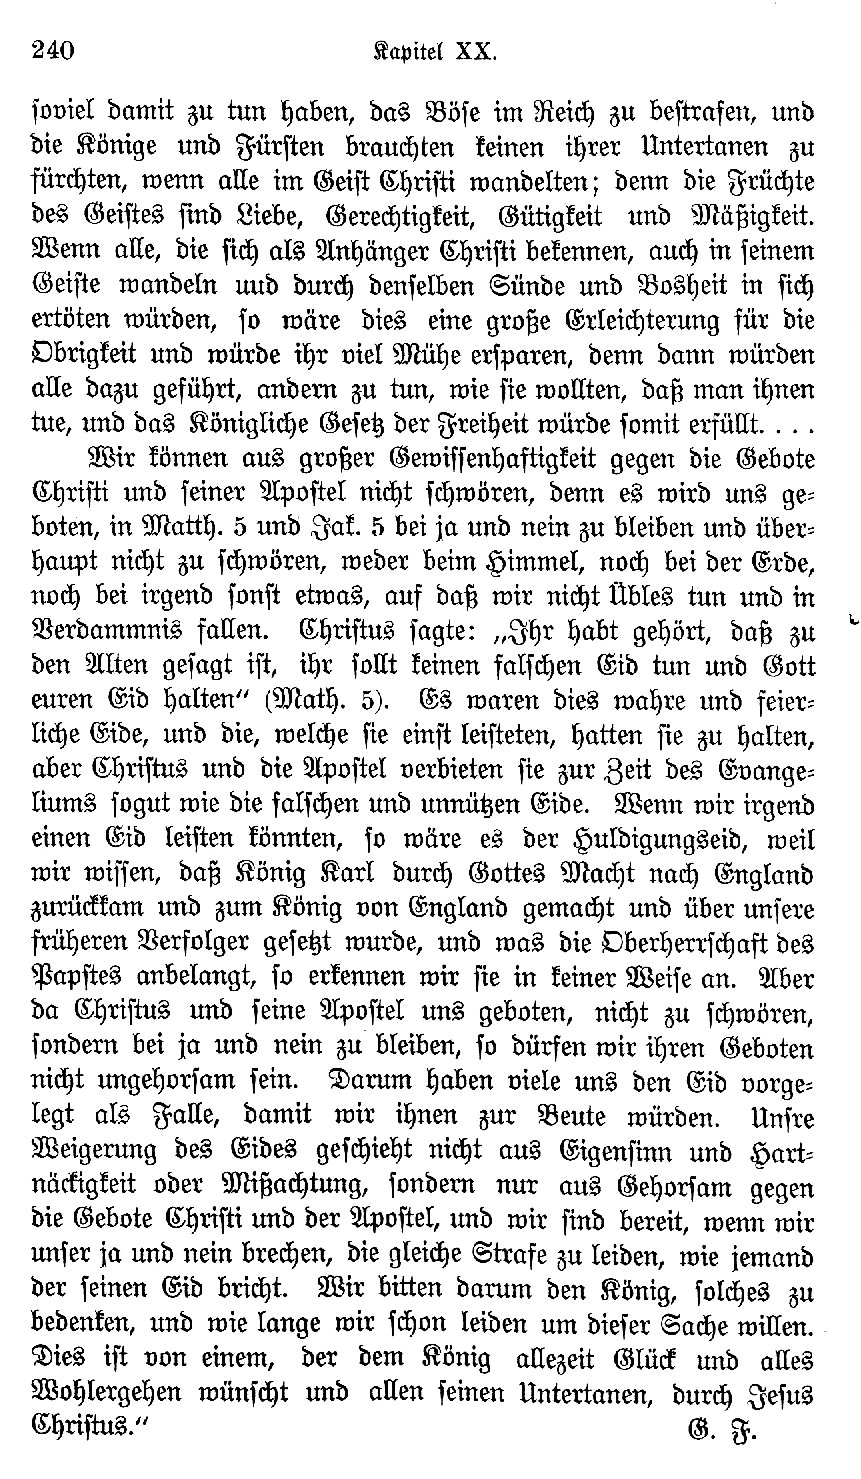 240 Kapitel XX.
soviel damit zu tun haben, das Böse im Reich zu bestrafen, und
die Könige und Fürsten brauchten keinen ihrer Untertanen zu
fürchten, wenn alle im Geist Christi wandelten; denn die Früchte
des Geistes sind Liebe, Gerechtigkeit, Gütigkeit und Mäßigkeit.
Wenn alle, die sich als Anhänger Christi bekennen, auch in seinem
Geiste wandeln uud durch denselben Sünde und Bosheit in sich
ertöten würden, so wäre dies eine große Erleichterung für die
Obrigkeit und würde ihr viel Mühe ersparen, denn dann würden
alle dazu geführt, andern zu tun, wie sie wollten, daß man ihnen
tue, und das Königliche Gesetz der Freiheit würde somit erfüllt. . . .
Wir können aus großer Gewissenhaftigkeit gegen die Gebote
Christi und seiner Apostel nicht schwören, denn es wird uns ge-
boten, in Matth. 5 und Jak. 5 bei ja und nein zu bleiben und über-
haupt nicht zu schwören, weder beim Himmel, noch bei der Erde,
noch bei irgend sonst etwas, auf daß wir nicht Übles tun und in
Verdammnis fallen. Christus sagte: „Ihr habt gehört, daß zu
den Alten gesagt ist, ihr sollt keinen falschen Eid tun und Gott
euren Eid halten“ (Math. 5). Es waren dies wahre und feier-
liche Eide, und die, welche sie einst leisteten, hatten sie zu halten,
aber Christus und die Apostel verbieten sie zur Zeit des Evange-
liums sogut wie die falschen und unnützen Eide. Wenn wir irgend
einen Eid leisten könnten, so wäre es der Huldigungseid, weil
wir wissen, daß König Karl durch Gottes Macht nach England
zurückkam und zum König von England gemacht und über unsere
früheren Verfolger gesetzt wurde, und was die Oberherrschaft des
Papstes anbelangt, so erkennen wir sie in keiner Weise an. Aber
da Christus und seine Apostel uns geboten, nicht zu schwören,
sondern bei ja und nein zu bleiben, so dürfen wir ihren Geboten
nicht ungehorsam sein. Darum haben viele uns den Eid vorge-
legt als Falle, damit wir ihnen zur Beute würden. Unsre
Weigerung des Eides geschieht nicht aus Eigensinn und Hart-
näckigkeit oder Mißachtung, sondern nur aus Gehorsam gegen
die Gebote Christi und der Apostel, und wir sind bereit, wenn wir
unser ja und nein brechen, die gleiche Strafe zu leiden, wie jemand
der seinen Eid bricht. Wir bitten darum den König, solches zu
bedenken, und wie lange wir schon leiden um dieser Sache willen.
Dies ist von einem, der dem König allezeit Glück und alles
Wohlergehen wünscht und allen seinen Untertanen, durch Jesus
Christus.“ G. F.